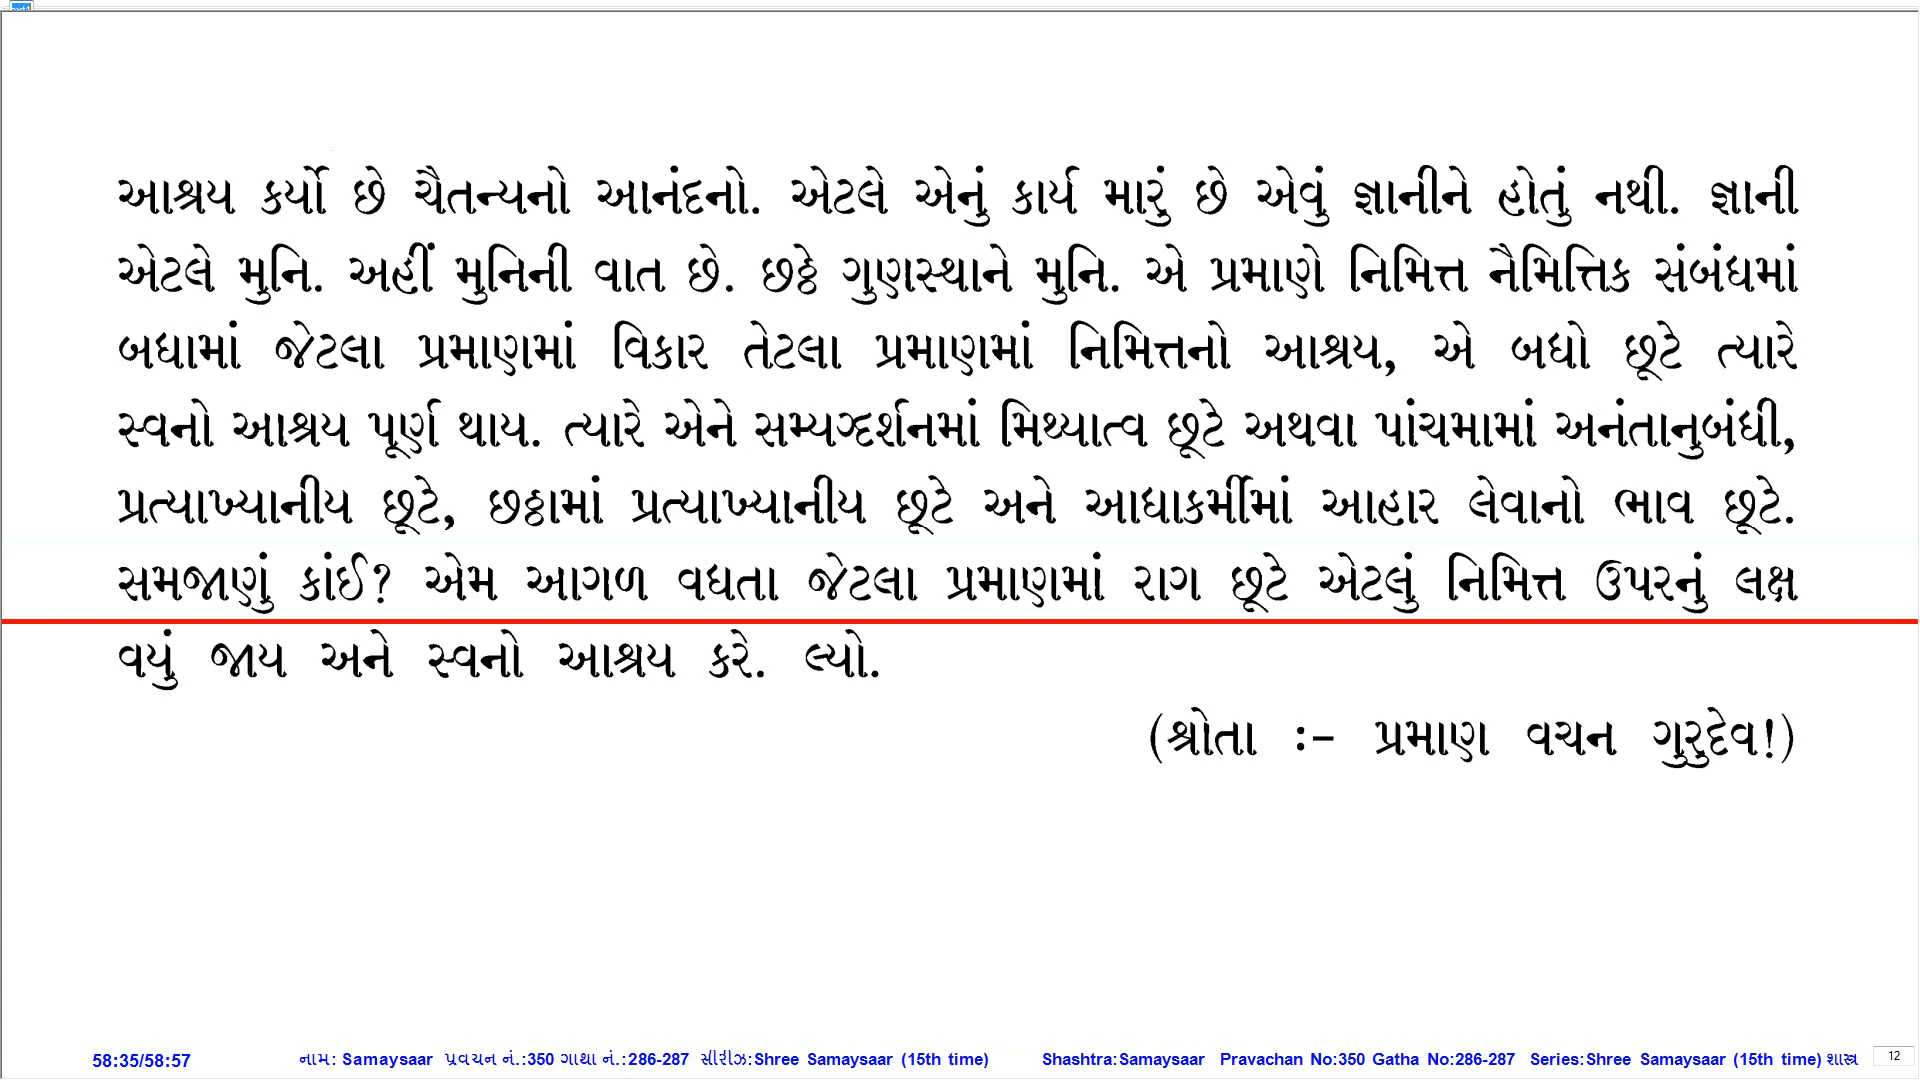 આશ્રય કર્યો છે ચૈતન્યનો આનંદનો. એટલે એનું કાર્ય મારું છે એવું જ્ઞાનીને હોતું નથી. જ્ઞાની
એટલે મુનિ. અહીં મુનિની વાત છે. છઠ્ઠે ગુણસ્થાને મુનિ. એ પ્રમાણે નિમિત્ત નૈમિત્તિક સંબંધમાં
બધામાં જેટલા પ્રમાણમાં વિકાર તેટલા પ્રમાણમાં નિમિત્તનો આશ્રય, એ બધો છૂટે ત્યારે
સ્વનો આશ્રય પૂર્ણ થાય. ત્યારે એને સમ્યગ્દર્શનમાં મિથ્યાત્વ છૂટે અથવા પાંચમામાં અનંતાનુબંધી,
પ્રત્યાખ્યાનીય છૂટે, છઠ્ઠામાં પ્રત્યાખ્યાનીય છૂટે અને આધાકર્મીમાં આહાર લેવાનો ભાવ છૂટે.
સમજાણું કાંઈ? એમ આગળ વધતા જેટલા પ્રમાણમાં રાગ છૂટે એટલું નિમિત્ત ઉપરનું લક્ષ
વયું જાય અને સ્વનો આશ્રય કરે. લ્યો.
(શ્રોતા ઃ- પ્રમાણ વચન ગુરુદેવ!)
58:35/58:57 નામ: Samaysaar પ્રવચન નં.:350 ગાથા નં.:286-287 સીરીઝ:Shree Samaysaar (15th time) Shashtra:Samaysaar Pravachan No:350 Gatha No:286-287 Series:Shree Samaysaar (15th time) શાસ્ત્ર 12